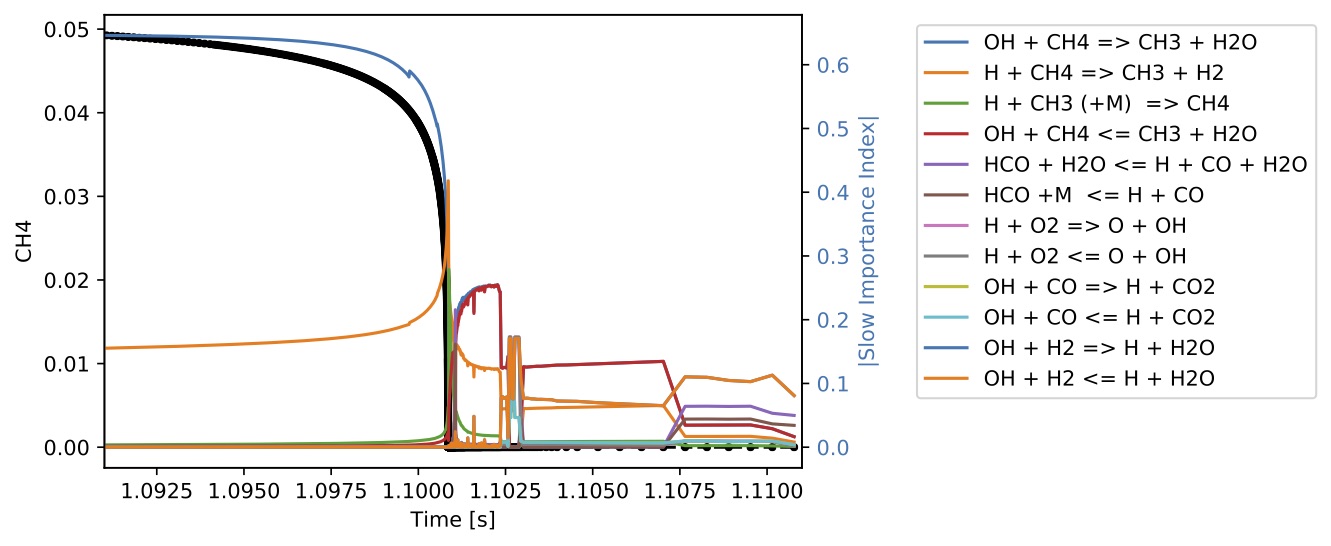 0.05
0.04
0.03
0.02
0.01
0.00
CH4
1.0925 1.0950 1.0975 1.1000 1.1025 1.1050 1.1075 1.1100
Time [s]
0.6
0.5
0.4
0.3
0.2
0.1
0.0
|Slow Importance Index|
OH + CH4 => CH3 + H2O
H + CH4 => CH3 + H2
H + CH3 (+M)  => CH4
OH + CH4 <= CH3 + H2O
HCO + H2O <= H + CO + H2O
HCO +M  <= H + CO
H + O2 => O + OH
H + O2 <= O + OH
OH + CO => H + CO2
OH + CO <= H + CO2
OH + H2 => H + H2O
OH + H2 <= H + H2O